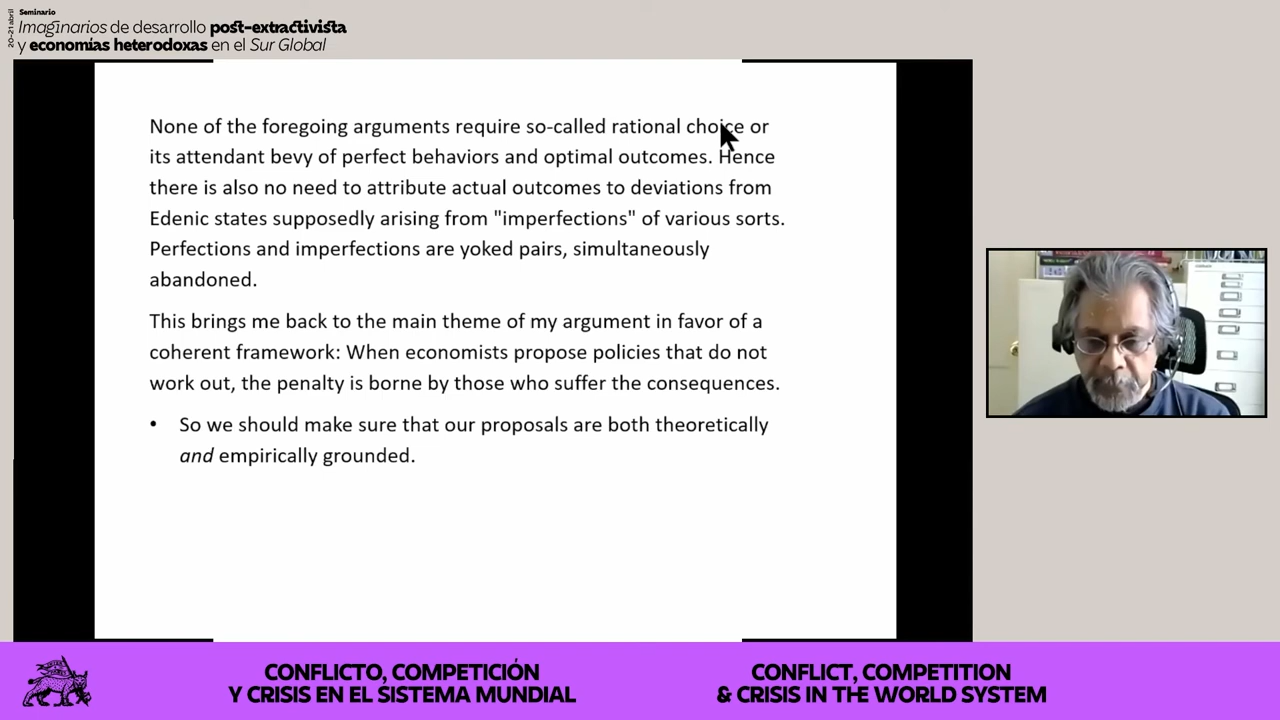 20-21 abril
Seminario
Imaginarios de desarrollo post-extractivista
y economías heterodoxas en el Sur Global
None of the foregoing arguments require so-called rational choice or
its attendant bevy of perfect behaviors and optimal outcomes. Hence
there is also no need to attribute actual outcomes to deviations from
Edenic states supposedly arising from "imperfections" of various sorts.
Perfections and imperfections are yoked pairs, simultaneously
abandoned.
This brings me back to the main theme of my argument in favor of a
coherent framework: When economists propose policies that do not
work out, the penalty is borne by those who suffer the consequences.
• So we should make sure that our proposals are both theoretically
and empirically grounded.
CONFLICTO, COMPETICIÓN
Y CRISIS EN EL SISTEMA MUNDIAL
CONFLICT, COMPETITION
& CRISIS IN THE WORLD SYSTEM